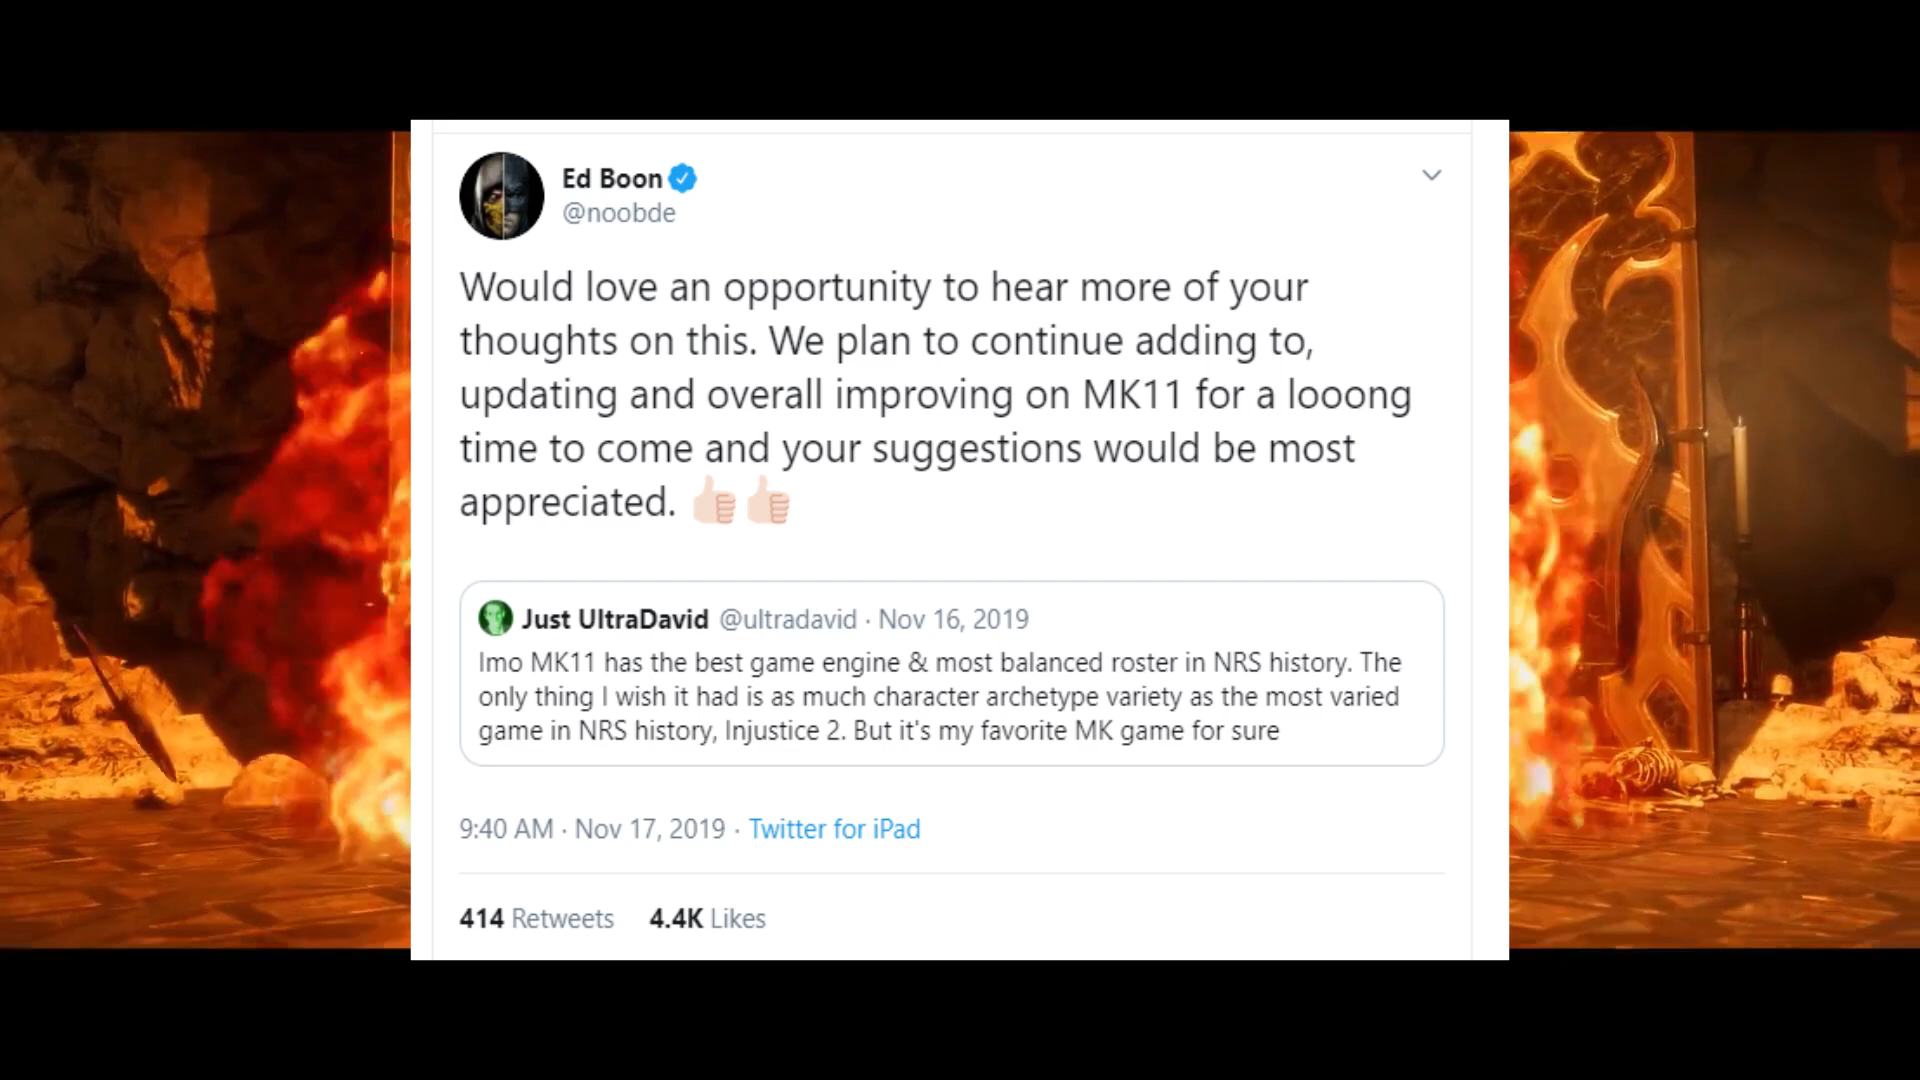 Ed Boon
@noobde
Would love an opportunity to hear more of your
thoughts on this. We plan to continue adding to,
updating and overall improving on MK11 for a looong
time to come and your suggestions would be most
appreciated. 👍🏻👍🏻
Just UltraDavid @ultradavid · Nov 16, 2019
Imo MK11 has the best game engine & most balanced roster in NRS history. The
only thing I wish it had is as much character archetype variety as the most varied
game in NRS history, Injustice 2. But it's my favorite MK game for sure
9:40 AM · Nov 17, 2019 · Twitter for iPad
414 Retweets 4.4K Likes